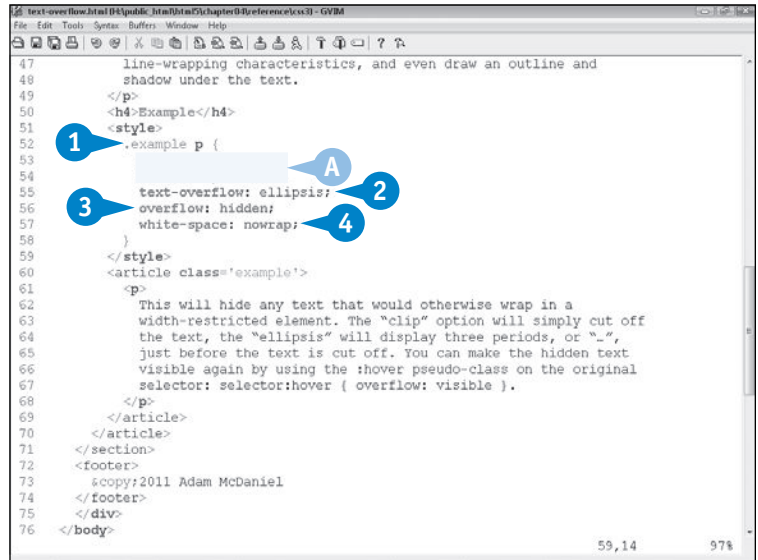 text-overflow.html (H:\public_html\html5\chapter04\reference\css3) - GVIM
File Edit Tools Syntax Buffers Window Help
47 line-wrapping characteristics, and even draw an outline and
48 shadow under the text.
49 </p>
50 <h4>Example</h4>
51 <style>
52 1 .example p {
53 A
54
55 text-overflow: ellipsis; 2
56 3 overflow: hidden;
57 white-space: nowrap; 4
58 }
59 </style>
60 <article class='example'>
61 <p>
62 This will hide any text that would otherwise wrap in a
63 width-restricted element. The “clip” option will simply cut off
64 the text, the “ellipsis” will display three periods, or “…”,
65 just before the text is cut off. You can make the hidden text
66 visible again by using the :hover pseudo-class on the original
67 selector: selector:hover { overflow: visible }.
68 </p>
69 </article>
70 </article>
71 </section>
72 <footer>
73 &copy;2011 Adam McDaniel
74 </footer>
75 </div>
76 </body>
59,14 97%